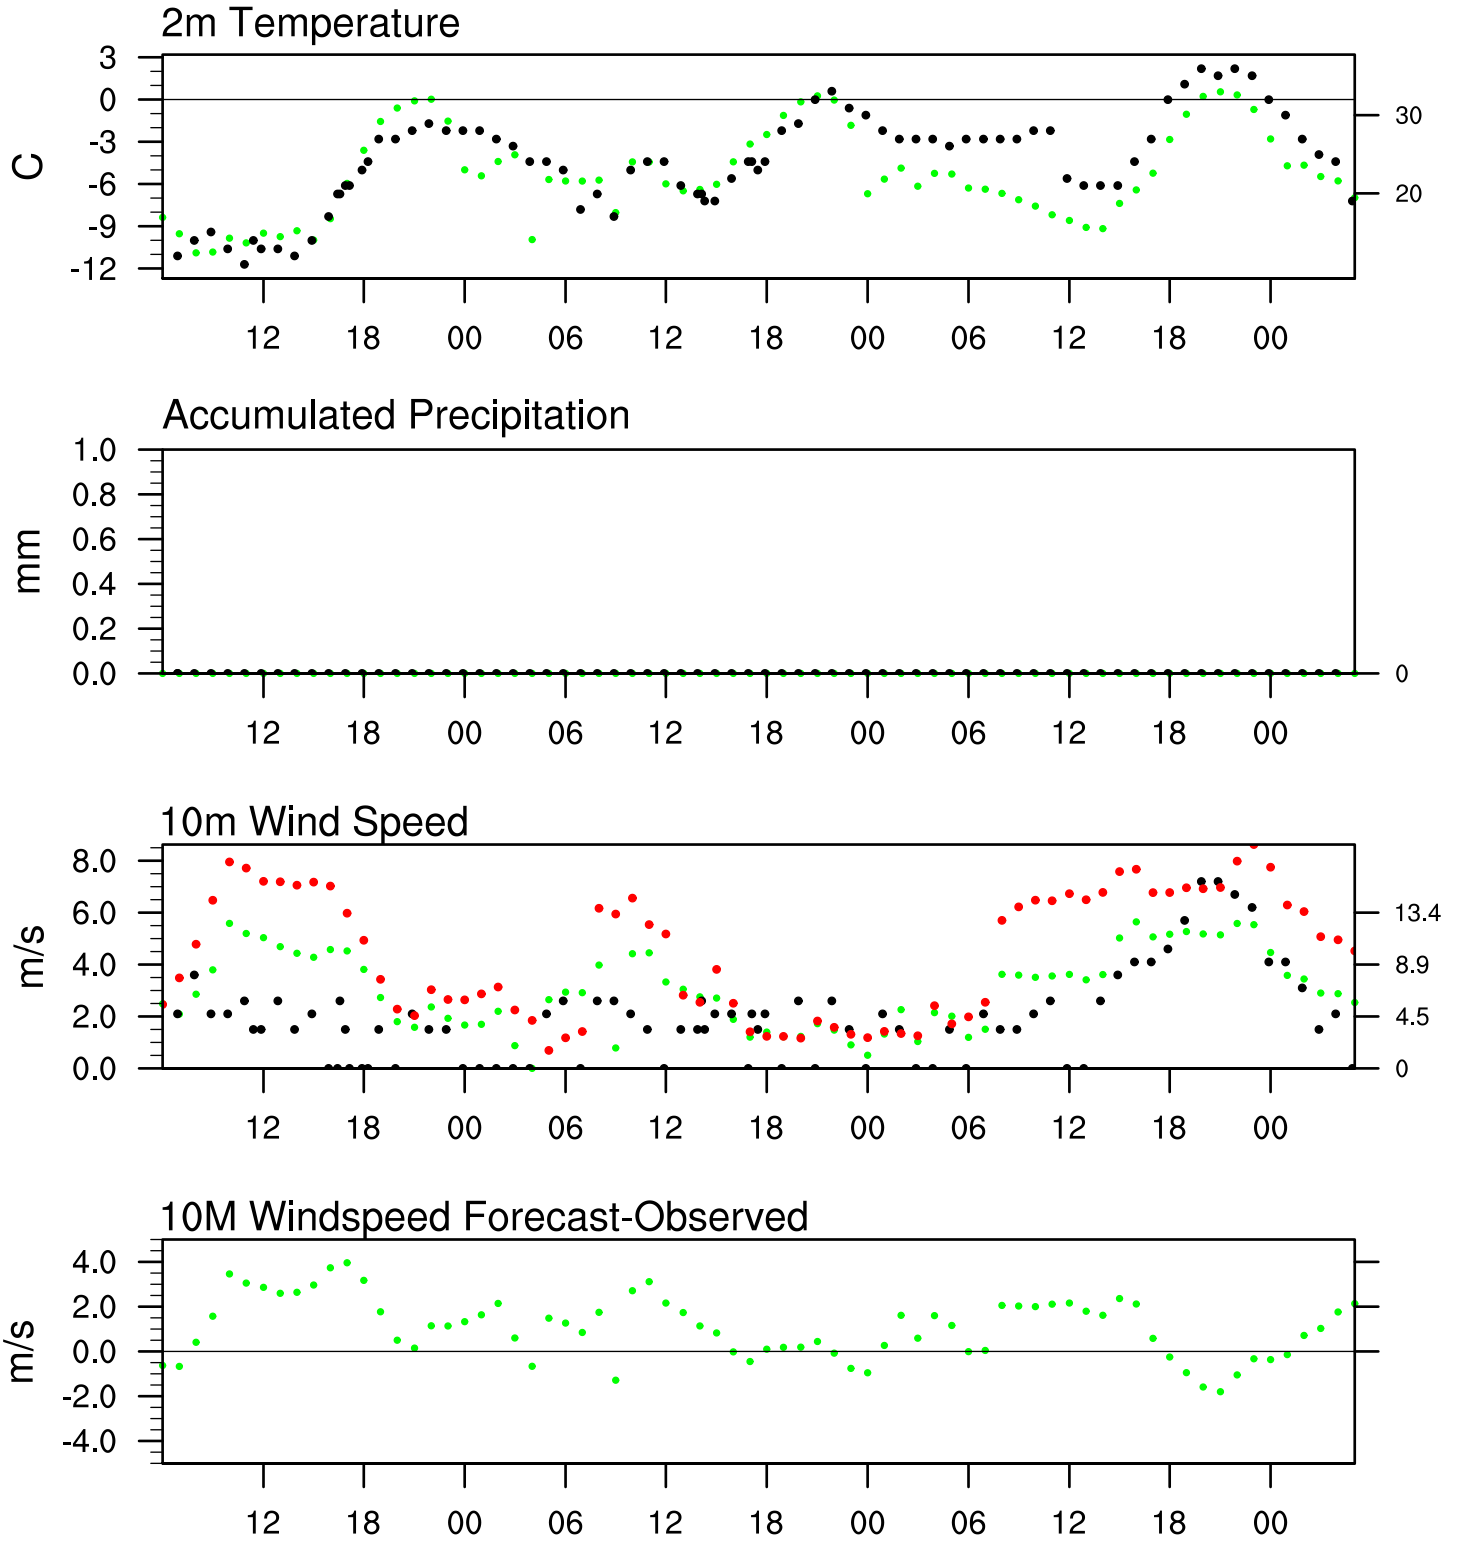 2m Temperature
3
0
-3
-6
-9
-12
C
30
20
12 18 00 06 12 18 00 06 12 18 00
Accumulated Precipitation
1.0
0.8
0.6
0.4
0.2
0.0
mm
0
12 18 00 06 12 18 00 06 12 18 00
10m Wind Speed
8.0
6.0
4.0
2.0
0.0
m/s
13.4
8.9
4.5
0
12 18 00 06 12 18 00 06 12 18 00
10M Windspeed Forecast-Observed
4.0
2.0
0.0
-2.0
-4.0
m/s
12 18 00 06 12 18 00 06 12 18 00